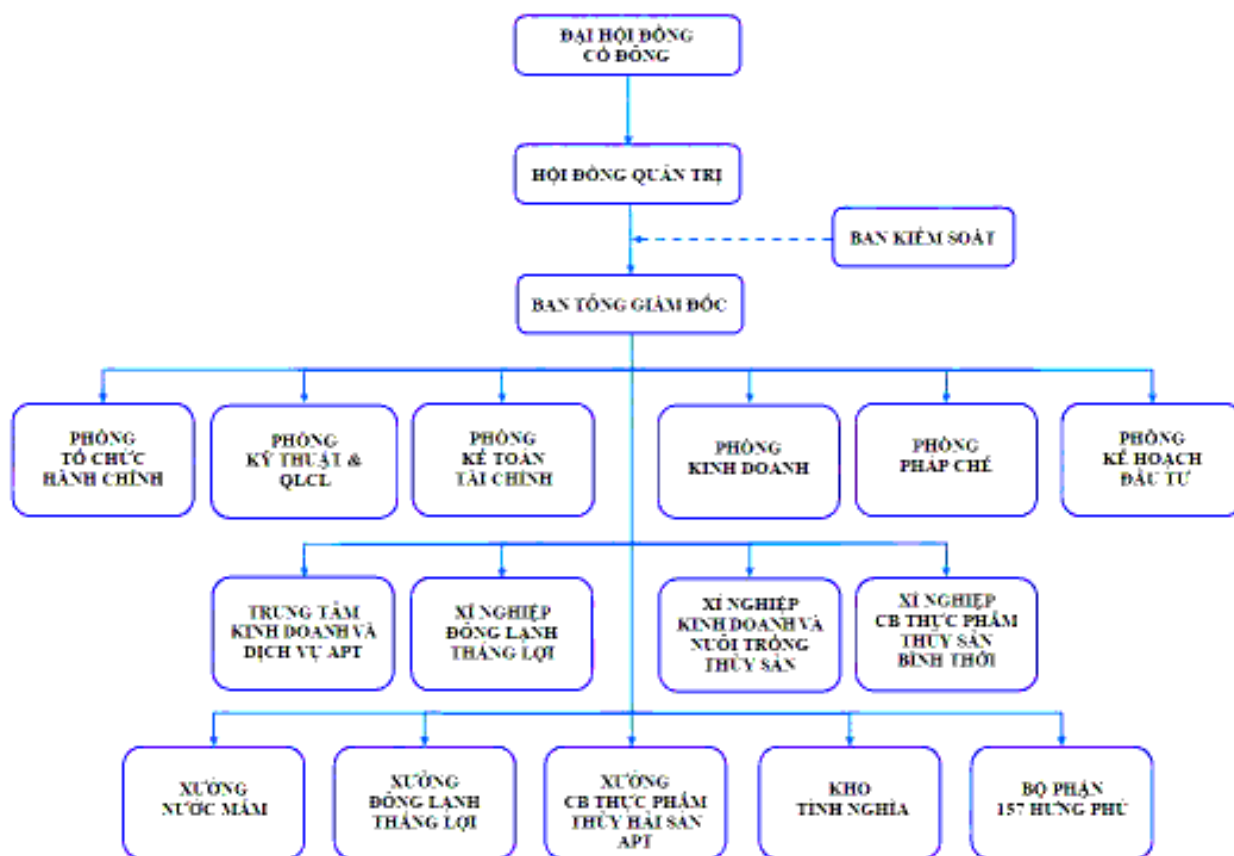 ĐẠI HỘI ĐỒNG
CỔ ĐÔNG
HỘI ĐỒNG QUẢN TRỊ
BAN KIỂM SOÁT
BAN TỔNG GIÁM ĐỐC
PHÒNG
TỔ CHỨC
HÀNH CHÍNH
PHÒNG
KỸ THUẬT &
QLCL
PHÒNG
KẾ TOÁN
TÀI CHÍNH
PHÒNG
KINH DOANH
PHÒNG
PHÁP CHẾ
PHÒNG
KẾ HOẠCH
ĐẦU TƯ
TRUNG TÂM
KINH DOANH VÀ
DỊCH VỤ APT
XÍ NGHIỆP
ĐÔNG LẠNH
THẮNG LỢI
XÍ NGHIỆP
KINH DOANH VÀ
NUÔI TRỒNG
THỦY SẢN
XÍ NGHIỆP
CB THỰC PHẨM
THỦY SẢN
BÌNH THỚI
XƯỞNG
NƯỚC MẮM
XƯỞNG
ĐÔNG LẠNH
THẮNG LỢI
XƯỞNG
CB THỰC PHẨM
THỦY HẢI SẢN
APT
KHO
TÍNH NGHĨA
BỘ PHẬN
157 HƯNG PHÚ